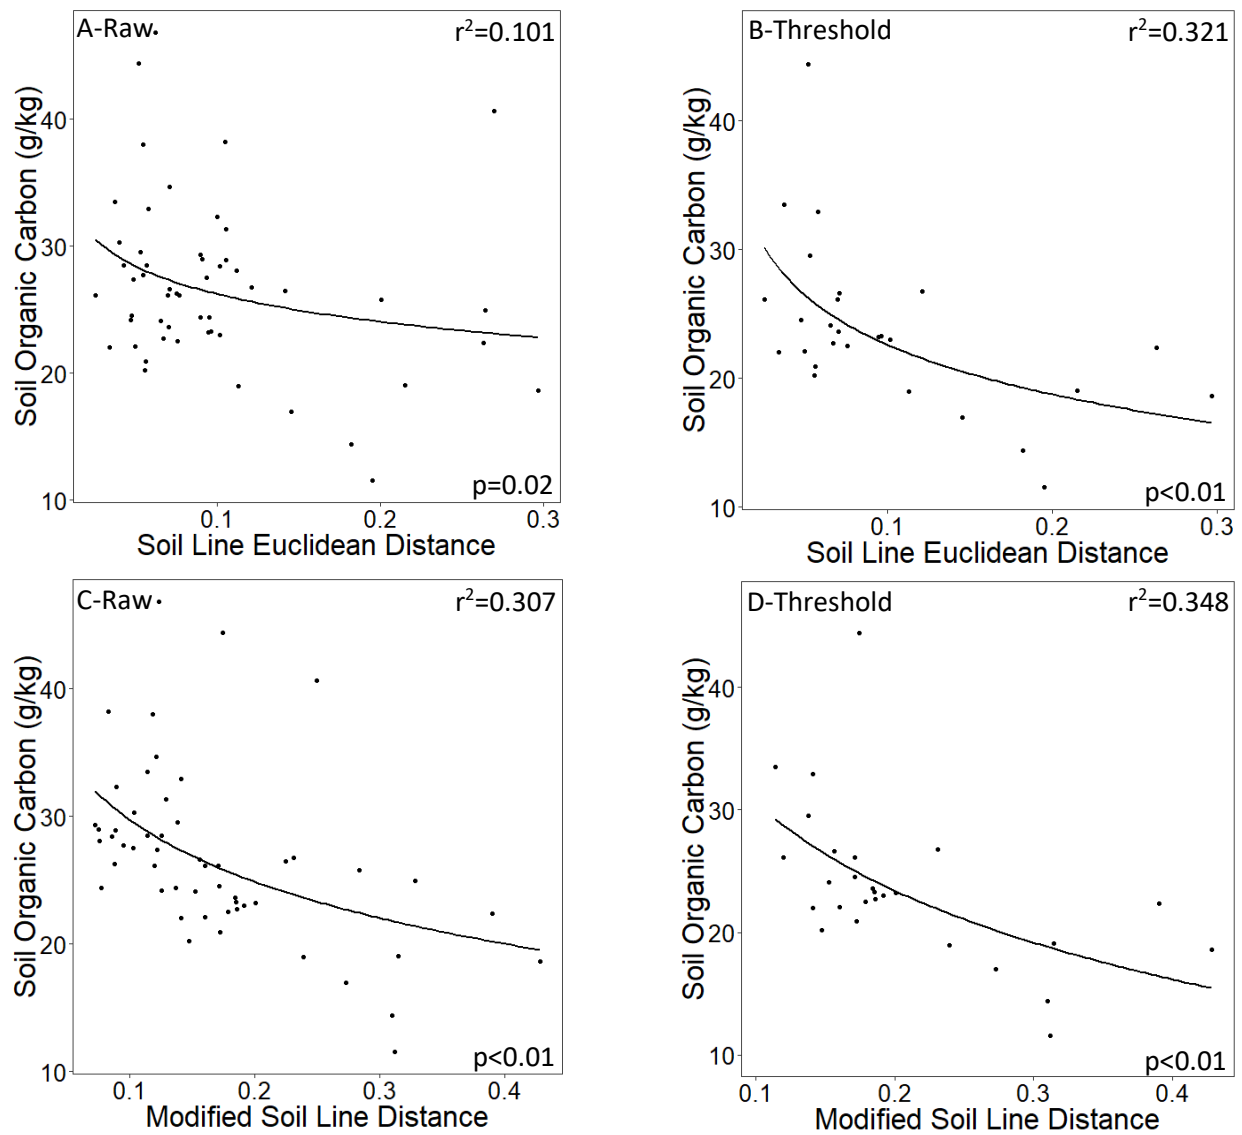 A-Raw
r²=0.101
Soil Organic Carbon (g/kg)
40
30
20
10
p=0.02
0.1
0.2
0.3
Soil Line Euclidean Distance
B-Threshold
r²=0.321
Soil Organic Carbon (g/kg)
40
30
20
10
p<0.01
0.1
0.2
0.3
Soil Line Euclidean Distance
C-Raw
r²=0.307
Soil Organic Carbon (g/kg)
40
30
20
10
p<0.01
0.1
0.2
0.3
0.4
Modified Soil Line Distance
D-Threshold
r²=0.348
Soil Organic Carbon (g/kg)
40
30
20
10
p<0.01
0.1
0.2
0.3
0.4
Modified Soil Line Distance